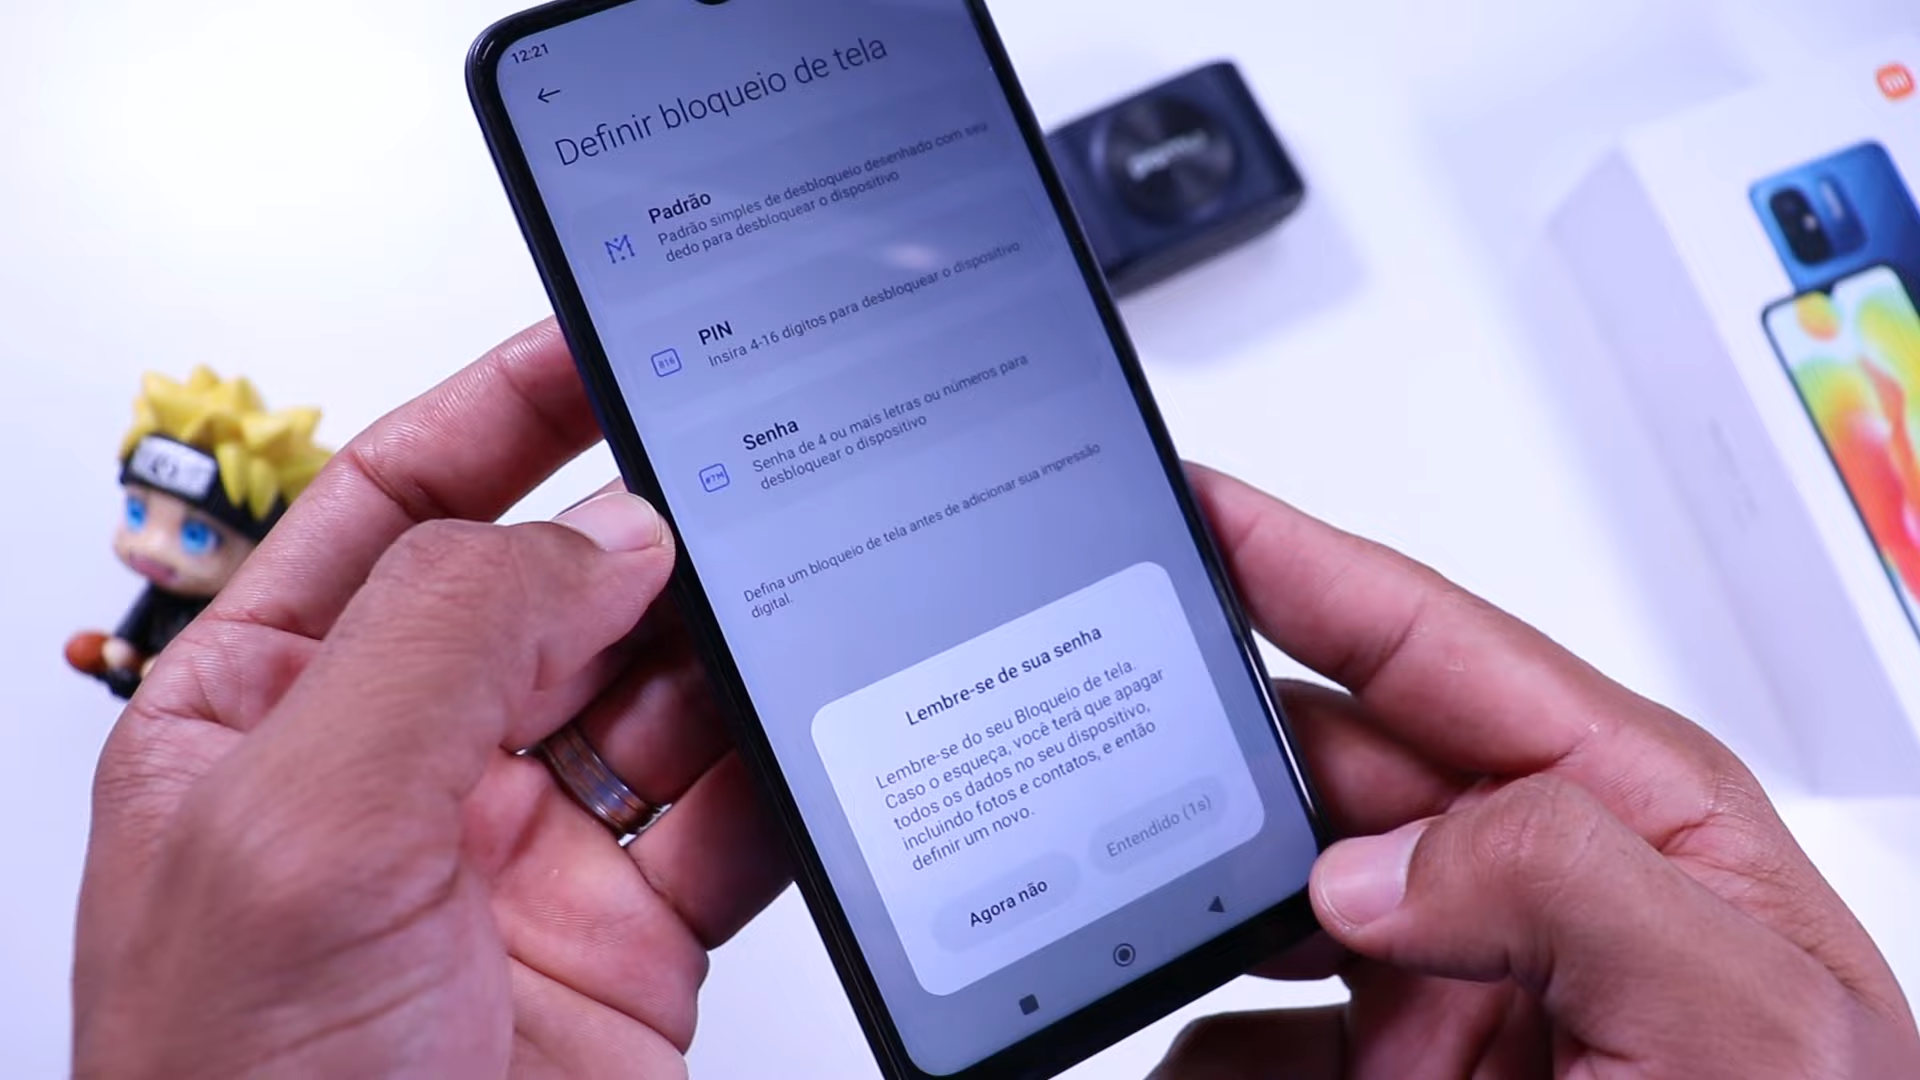 12:21
Definir bloqueio de tela
Padrão
Padrão simples de desbloqueio desenhado com seu
dedo para desbloquear o dispositivo
PIN
Insira 4-16 dígitos para desbloquear o dispositivo
Senha
Senha de 4 ou mais letras ou números para
desbloquear o dispositivo
Defina um bloqueio de tela antes de adicionar sua impressão
digital.
Lembre-se de sua senha
Lembre-se do seu Bloqueio de tela.
Caso o esqueça, você terá que apagar
todos os dados no seu dispositivo,
incluindo fotos e contatos, e então
definir um novo.
Agora não
Entendido (1s)